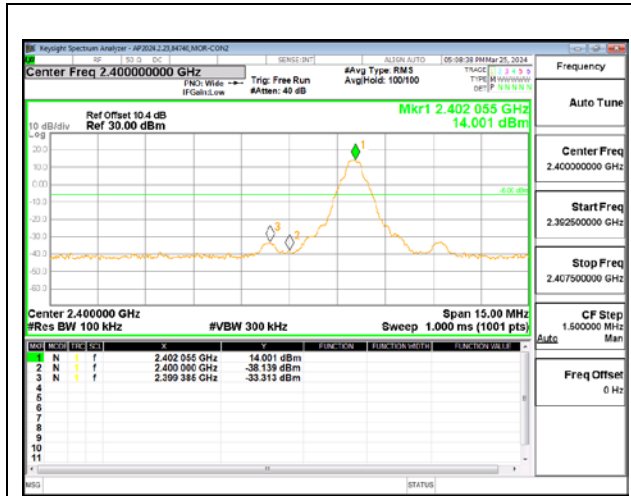 Keysight Spectrum Analyzer - AP2024.2.23,84740,MOR-CON2
RF 50 Ω DC SENSE:INT ALIGN AUTO 05:08:38 PM Mar 25, 2024
Center Freq 2.400000000 GHz
#Avg Type: RMS
TRACE 1 2 3 4 5 6
PNO: Wide
Trig: Free Run
Avg|Hold: 100/100
TYPE M WWWWW
IFGain:Low
#Atten: 40 dB
DET P N N N N N
Ref Offset 10.4 dB
Mkr1 2.402 055 GHz
10 dB/div Ref 30.00 dBm
14.001 dBm
Log
20.0
10.0
0.00
-10.0
-20.0
-30.0
-40.0
-50.0
-60.0
1
2
3
-6.00 dBm
Center 2.400000 GHz
Span 15.00 MHz
#Res BW 100 kHz
#VBW 300 kHz
Sweep 1.000 ms (1001 pts)
MKR MODE TRC SCL X Y FUNCTION FUNCTION WIDTH FUNCTION VALUE
1 N 1 f 2.402 055 GHz 14.001 dBm
2 N 1 f 2.400 000 GHz -38.139 dBm
3 N 1 f 2.399 385 GHz -33.313 dBm
4
5
6
7
8
9
10
11
MSG
STATUS
Frequency
Auto Tune
Center Freq
2.400000000 GHz
Start Freq
2.392500000 GHz
Stop Freq
2.407500000 GHz
CF Step
1.500000 MHz
Auto Man
Freq Offset
0 Hz